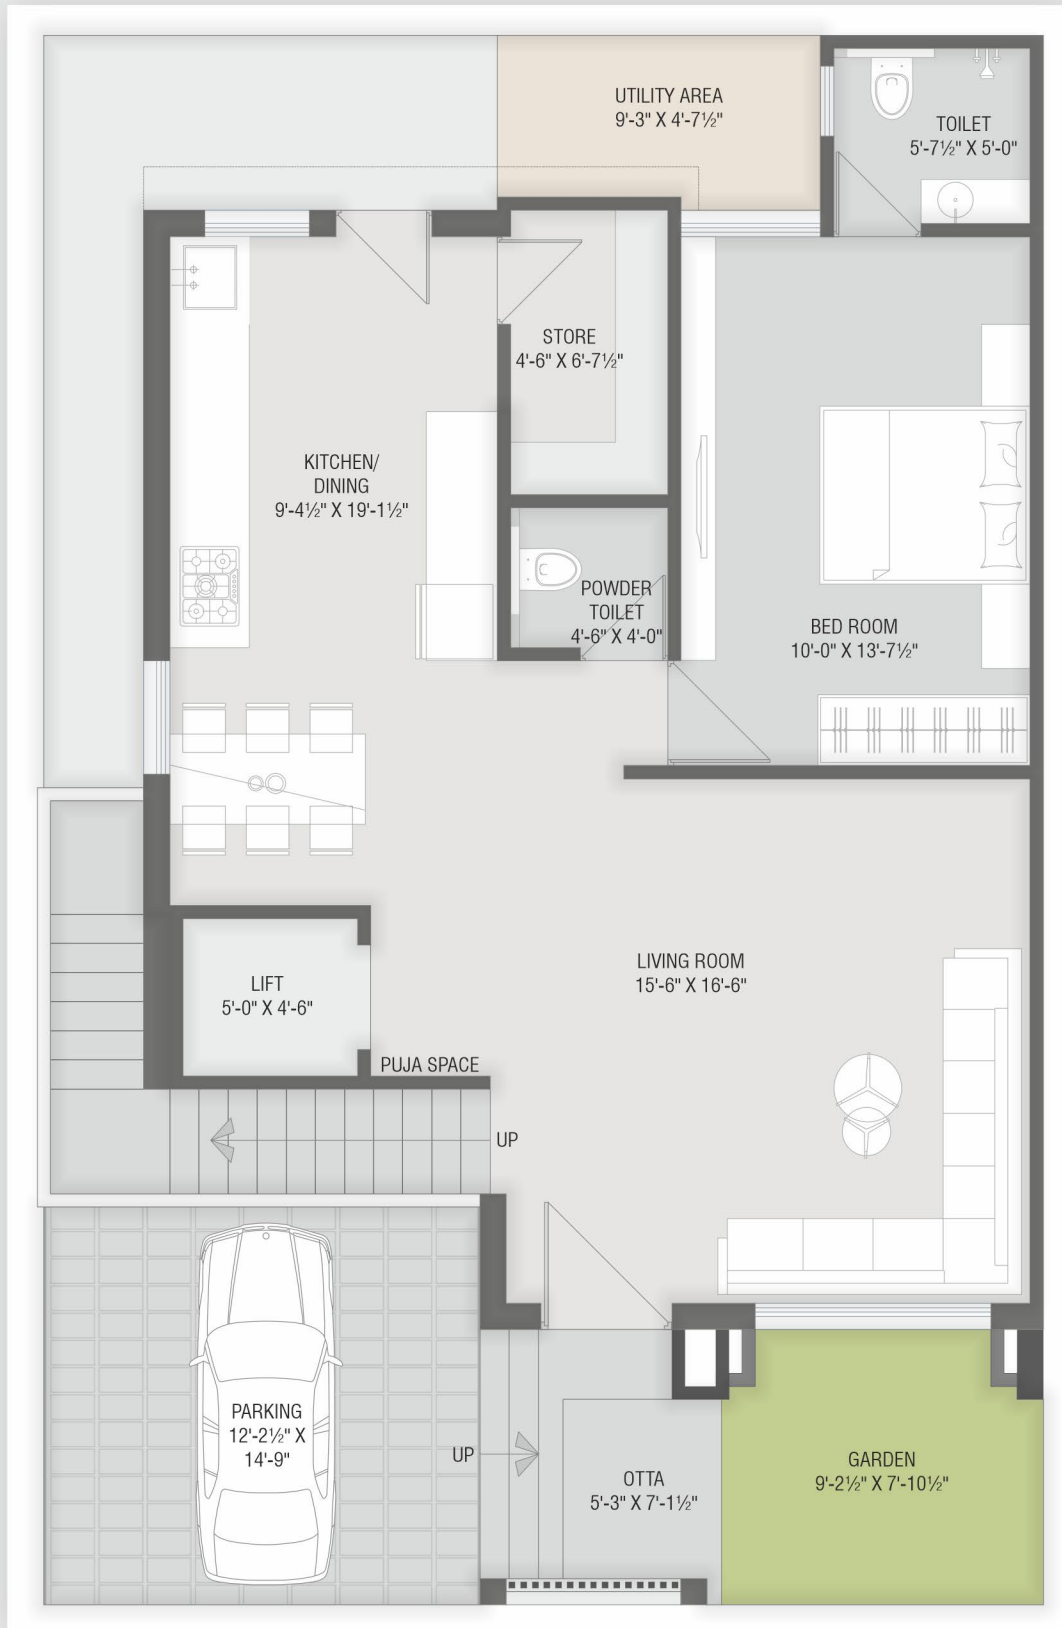 UTILITY AREA
9'-3" X 4'-7½"
TOILET
5'-7½" X 5'-0"
STORE
4'-6" X 6'-7½"
KITCHEN/
DINING
9'-4½" X 19'-1½"
POWDER
TOILET
4'-6" X 4'-0"
BED ROOM
10'-0" X 13'-7½"
LIVING ROOM
15'-6" X 16'-6"
LIFT
5'-0" X 4'-6"
PUJA SPACE
UP
PARKING
12'-2½" X
14'-9"
UP
OTTA
5'-3" X 7'-1½"
GARDEN
9'-2½" X 7'-10½"